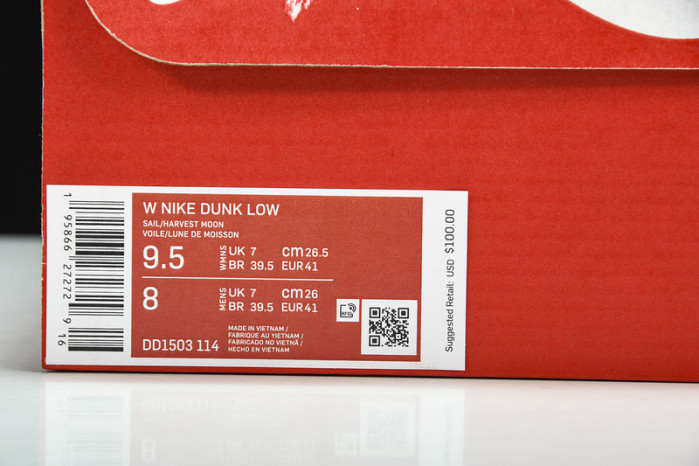 W NIKE DUNK LOW
SAIL/HARVEST MOON
VOILE/LUNE DE MOISSON
9.5 WMNS UK 7 cm 26.5
BR 39.5 EUR 41
8 MENS UK 7 cm 26
BR 39.5 EUR 41
DD1503 114
MADE IN VIETNAM /
FABRIQUE AU VIETNAM /
FABRICADO NO VIETNÃ /
HECHO EN VIETNAM
RFID
1 95866 27272 9 16
Suggested Retail: USD $100.00